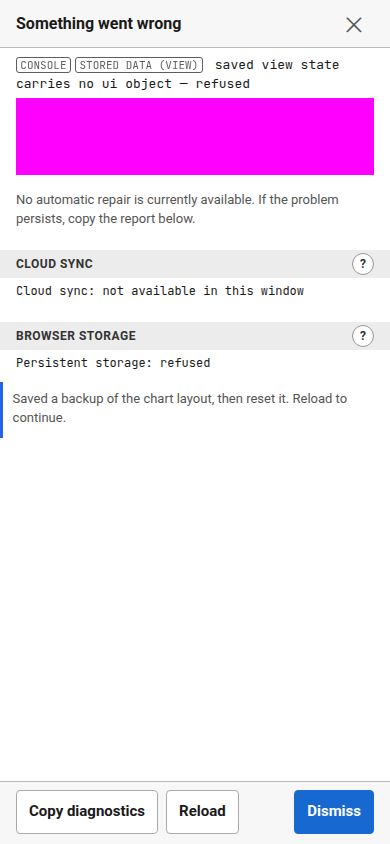 Something went wrong
CONSOLE STORED DATA (VIEW) saved view state
carries no ui object — refused
No automatic repair is currently available. If the problem
persists, copy the report below.
CLOUD SYNC ?
Cloud sync: not available in this window
BROWSER STORAGE ?
Persistent storage: refused
Saved a backup of the chart layout, then reset it. Reload to
continue.
Copy diagnostics Reload Dismiss